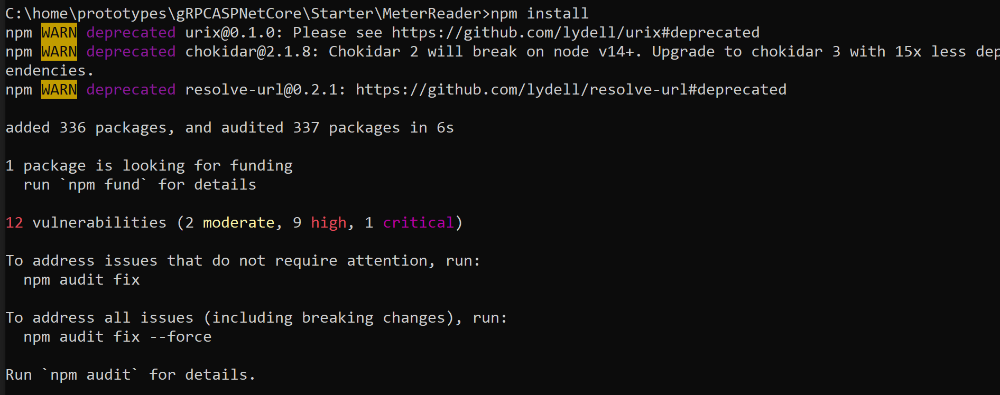 C:\home\prototypes\gRPCASPNetCore\Starter\MeterReader>npm install
npm WARN deprecated urix@0.1.0: Please see https://github.com/lydell/urix#deprecated
npm WARN deprecated chokidar@2.1.8: Chokidar 2 will break on node v14+. Upgrade to chokidar 3 with 15x less dep
endencies.
npm WARN deprecated resolve-url@0.2.1: https://github.com/lydell/resolve-url#deprecated
added 336 packages, and audited 337 packages in 6s
1 package is looking for funding
  run `npm fund` for details
12 vulnerabilities (2 moderate, 9 high, 1 critical)
To address issues that do not require attention, run:
  npm audit fix
To address all issues (including breaking changes), run:
  npm audit fix --force
Run `npm audit` for details.